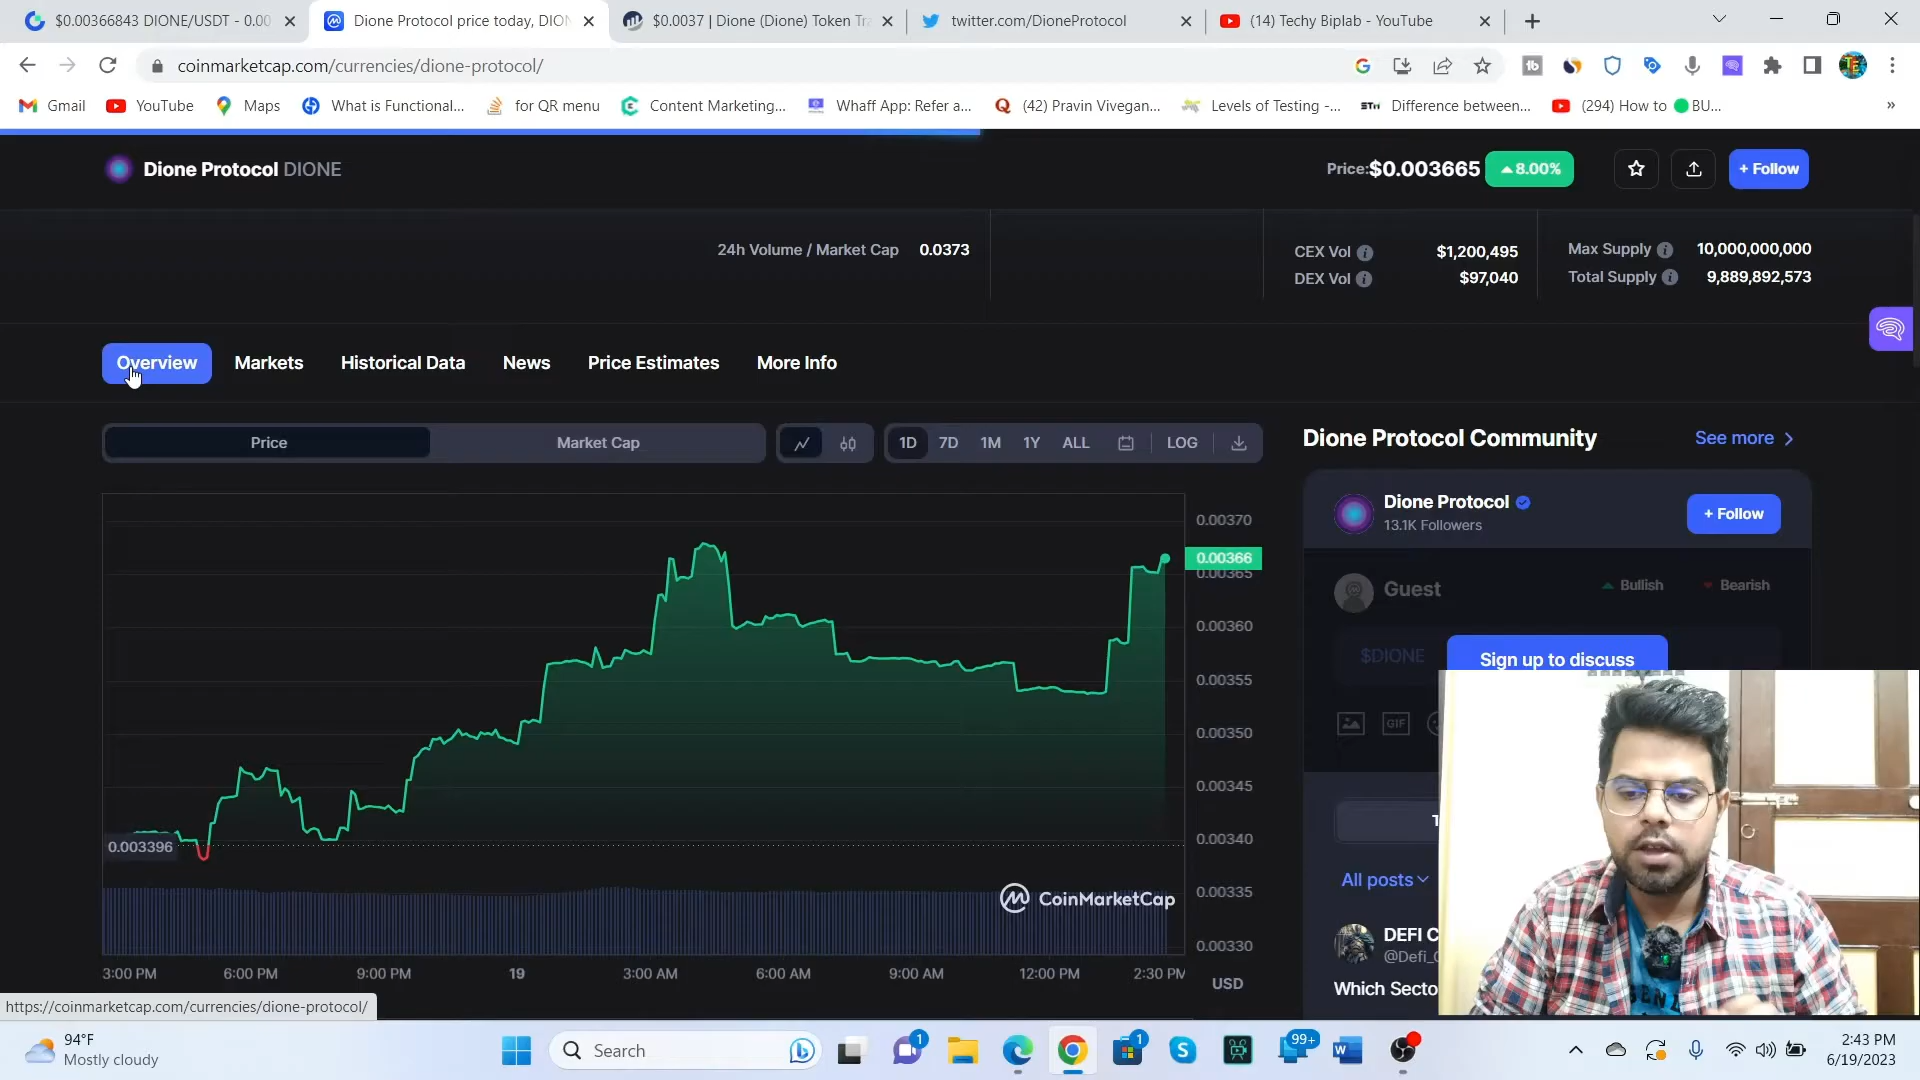 $0.00366843 DIONE/USDT - 0.00
Dione Protocol price today, DION
$0.0037 | Dione (Dione) Token Tra
twitter.com/DioneProtocol
(14) Techy Biplab - YouTube
coinmarketcap.com/currencies/dione-protocol/
Gmail
YouTube
Maps
What is Functional...
for QR menu
Content Marketing...
Whaff App: Refer a...
(42) Pravin Vivegan...
Levels of Testing -...
Difference between...
(294) How to BU...
Dione Protocol DIONE
Price:$0.003665
8.00%
+ Follow
24h Volume / Market Cap 0.0373
CEX Vol $1,200,495
DEX Vol $97,040
Max Supply 10,000,000,000
Total Supply 9,889,892,573
Overview
Markets
Historical Data
News
Price Estimates
More Info
Price
Market Cap
1D
7D
1M
1Y
ALL
LOG
0.00370
0.00366
0.00365
0.00360
0.00355
0.00350
0.00345
0.00340
0.00335
0.00330
USD
0.003396
CoinMarketCap
3:00 PM
6:00 PM
9:00 PM
19
3:00 AM
6:00 AM
9:00 AM
12:00 PM
2:30 PM
Dione Protocol Community
See more
Dione Protocol
13.1K Followers
+ Follow
Guest
Bullish
Bearish
$DIONE
Sign up to discuss
GIF
T
All posts
DEFI C
@Defi_
Which Secto
https://coinmarketcap.com/currencies/dione-protocol/
94°F
Mostly cloudy
Search
1
1
99+
2:43 PM
6/19/2023